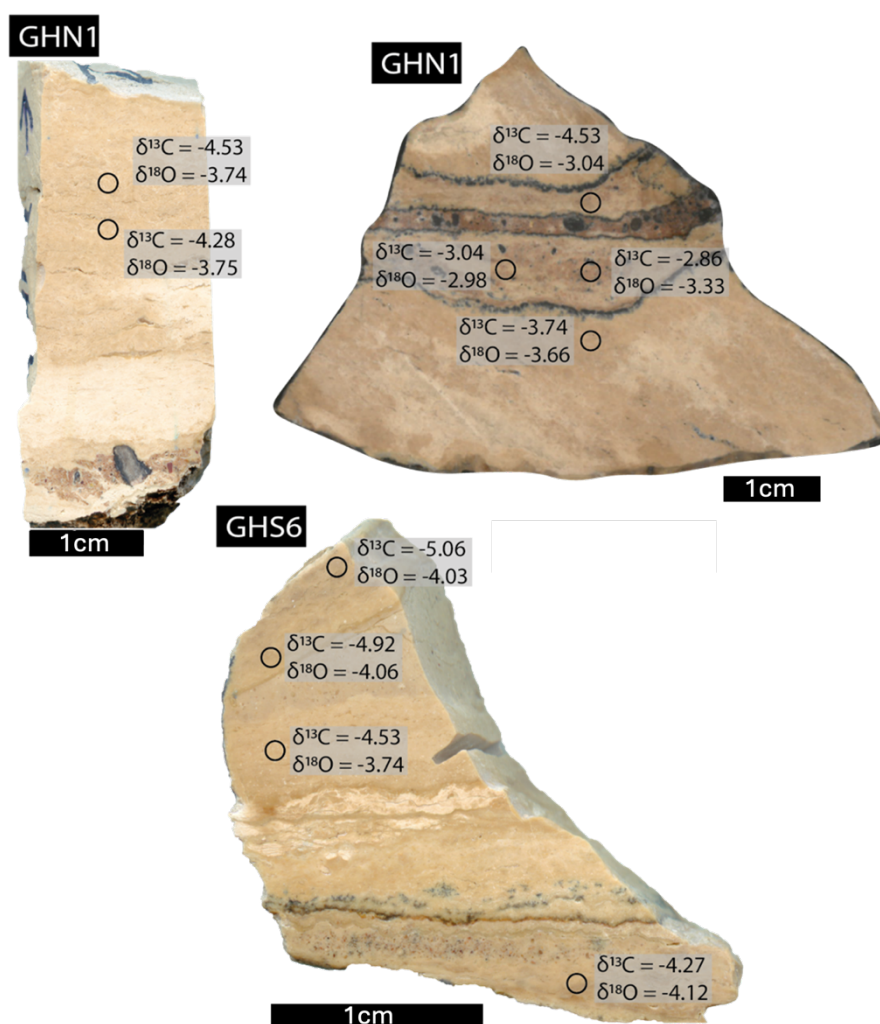 GHN1
δ¹³C = -4.53
δ¹⁸O = -3.74
δ¹³C = -4.28
δ¹⁸O = -3.75
1cm
GHN1
δ¹³C = -4.53
δ¹⁸O = -3.04
δ¹³C = -3.04
δ¹⁸O = -2.98
δ¹³C = -2.86
δ¹⁸O = -3.33
δ¹³C = -3.74
δ¹⁸O = -3.66
1cm
GHS6
δ¹³C = -5.06
δ¹⁸O = -4.03
δ¹³C = -4.92
δ¹⁸O = -4.06
δ¹³C = -4.53
δ¹⁸O = -3.74
δ¹³C = -4.27
δ¹⁸O = -4.12
1cm